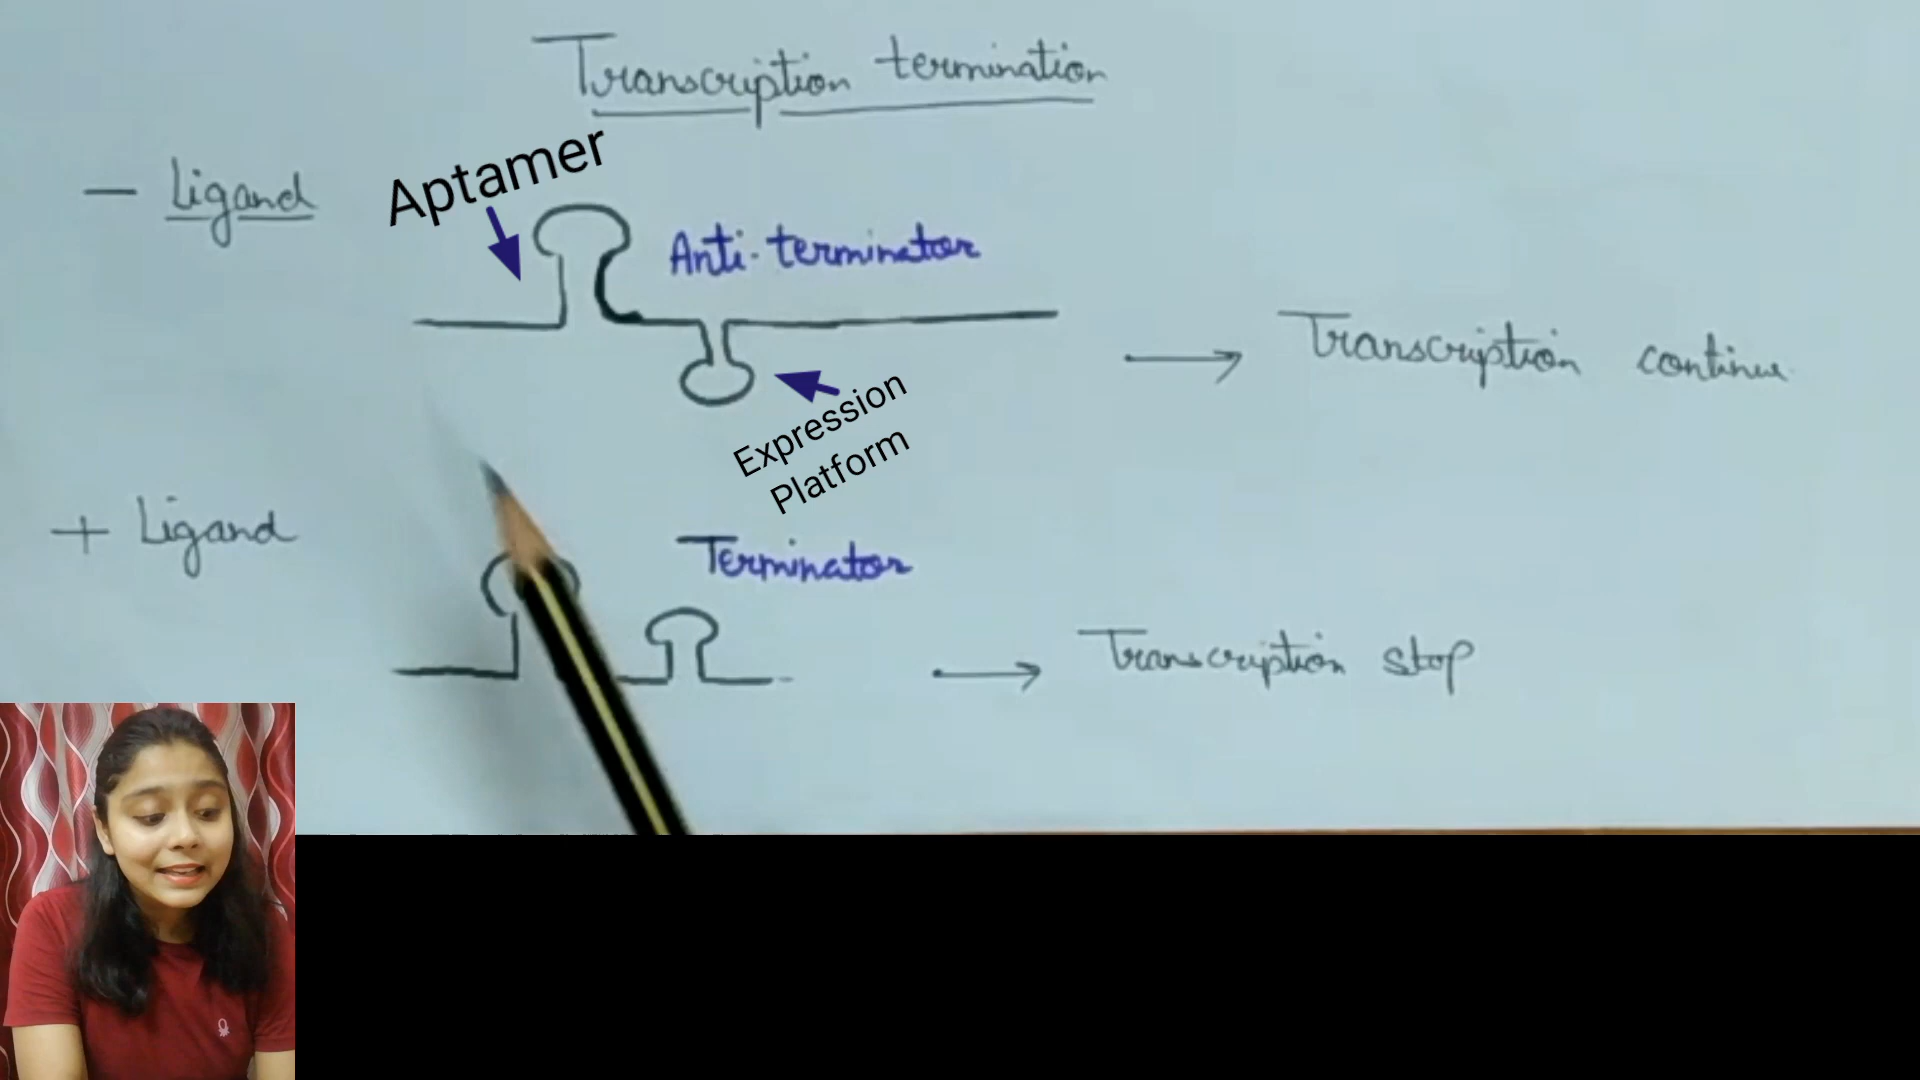 Transcription termination
Aptamer
— Ligand
Anti-terminator
Transcription continue
Expression
Platform
+ Ligand
Terminator
Transcription stop